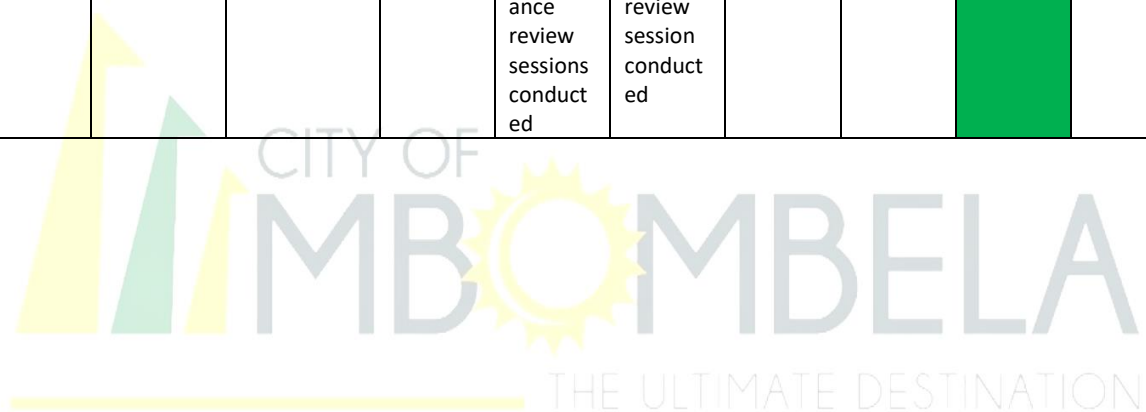 ance
review
sessions
conduct
ed
review
session
conduct
ed
CITY OF
MBOMBELA
THE ULTIMATE DESTINATION